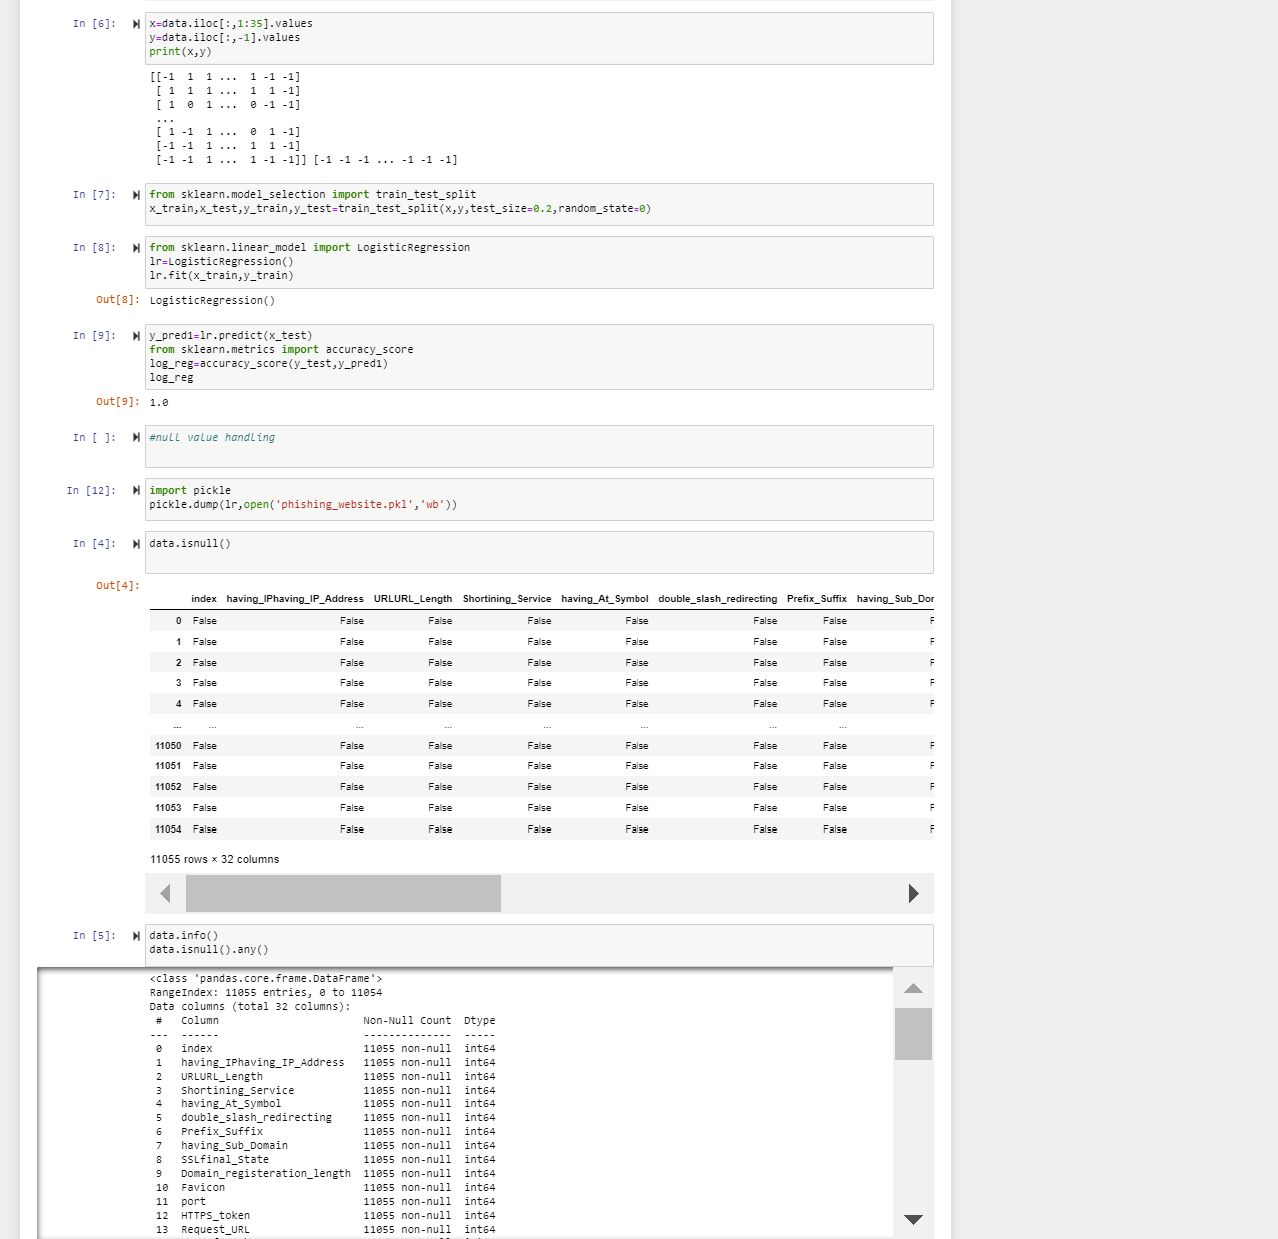 In [6]:
x=data.iloc[:,1:35].values
y=data.iloc[:,-1].values
print(x,y)
[[-1  1  1 ...  1 -1 -1]
 [ 1  1  1 ...  1  1 -1]
 [ 1  0  1 ...  0 -1 -1]
 ...
 [ 1 -1  1 ...  0  1 -1]
 [-1 -1  1 ...  1  1 -1]
 [-1 -1  1 ...  1 -1 -1]] [-1 -1 -1 ... -1 -1 -1]
In [7]:
from sklearn.model_selection import train_test_split
x_train,x_test,y_train,y_test=train_test_split(x,y,test_size=0.2,random_state=0)
In [8]:
from sklearn.linear_model import LogisticRegression
lr=LogisticRegression()
lr.fit(x_train,y_train)
Out[8]: LogisticRegression()
In [9]:
y_pred1=lr.predict(x_test)
from sklearn.metrics import accuracy_score
log_reg=accuracy_score(y_test,y_pred1)
log_reg
Out[9]: 1.0
In [ ]:
#null value handling
In [12]:
import pickle
pickle.dump(lr,open('phishing_website.pkl','wb'))
In [4]:
data.isnull()
Out[4]:
index having_IPhaving_IP_Address URLURL_Length Shortining_Service having_At_Symbol double_slash_redirecting Prefix_Suffix having_Sub_Dor
0 False False False False False False False F
1 False False False False False False False F
2 False False False False False False False F
3 False False False False False False False F
4 False False False False False False False F
... ... ... ... ... ... ... ...
11050 False False False False False False False F
11051 False False False False False False False F
11052 False False False False False False False F
11053 False False False False False False False F
11054 False False False False False False False F
11055 rows × 32 columns
In [5]:
data.info()
data.isnull().any()
<class 'pandas.core.frame.DataFrame'>
RangeIndex: 11055 entries, 0 to 11054
Data columns (total 32 columns):
 #   Column                       Non-Null Count  Dtype
---  ------                       --------------  -----
 0   index                        11055 non-null  int64
 1   having_IPhaving_IP_Address   11055 non-null  int64
 2   URLURL_Length                11055 non-null  int64
 3   Shortining_Service           11055 non-null  int64
 4   having_At_Symbol             11055 non-null  int64
 5   double_slash_redirecting     11055 non-null  int64
 6   Prefix_Suffix                11055 non-null  int64
 7   having_Sub_Domain            11055 non-null  int64
 8   SSLfinal_State               11055 non-null  int64
 9   Domain_registeration_length  11055 non-null  int64
 10  Favicon                      11055 non-null  int64
 11  port                         11055 non-null  int64
 12  HTTPS_token                  11055 non-null  int64
 13  Request_URL                  11055 non-null  int64